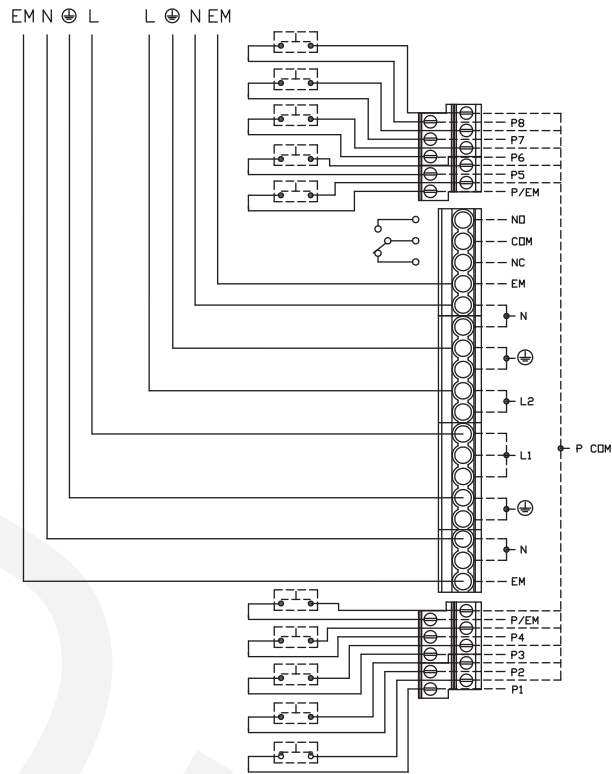 EM N ⏚ L L ⏚ N EM
P8
P7
P6
P5
P/EM
NO
COM
NC
EM
N
⏚
L2
L1
P COM
⏚
N
EM
P/EM
P4
P3
P2
P1